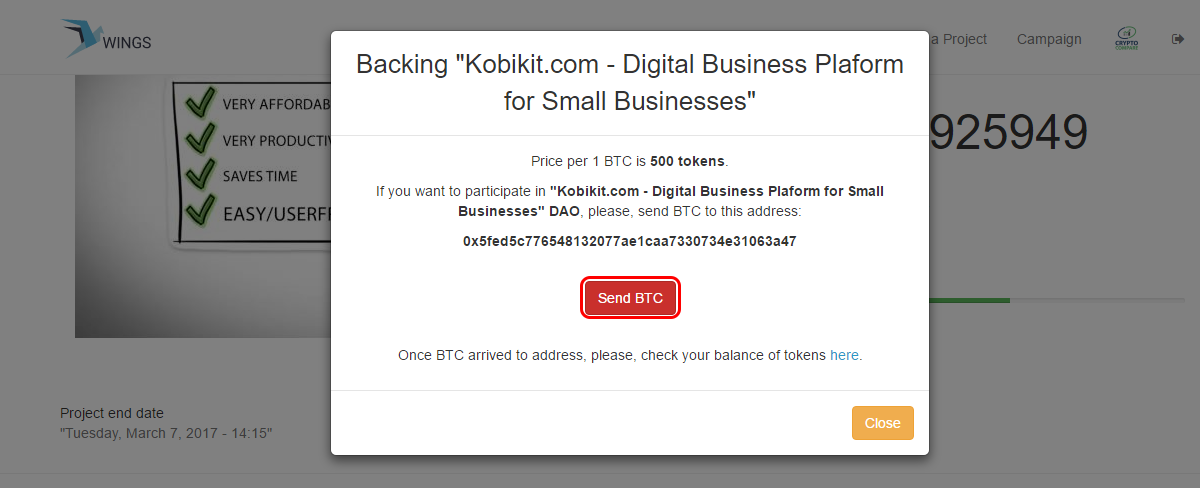 WINGS
a Project
Campaign
CRYPTO
Backing "Kobikit.com - Digital Business Plaform
for Small Businesses"
VERY AFFORDAB
VERY PRODUCTIV
SAVES TIME
EASY/USERFR
925949
Price per 1 BTC is 500 tokens.
If you want to participate in "Kobikit.com - Digital Business Plaform for Small
Businesses" DAO, please, send BTC to this address:
0x5fed5c776548132077ae1caa7330734e31063a47
Send BTC
Once BTC arrived to address, please, check your balance of tokens here.
Project end date
"Tuesday, March 7, 2017 - 14:15"
Close